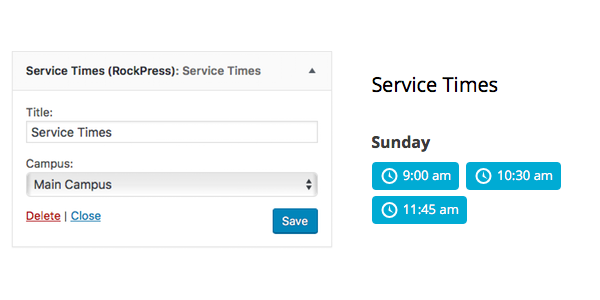 Service Times (RockPress): Service Times
Title:
Service Times
Campus:
Main Campus
Delete | Close
Save
Service Times
Sunday
9:00 am 10:30 am
11:45 am